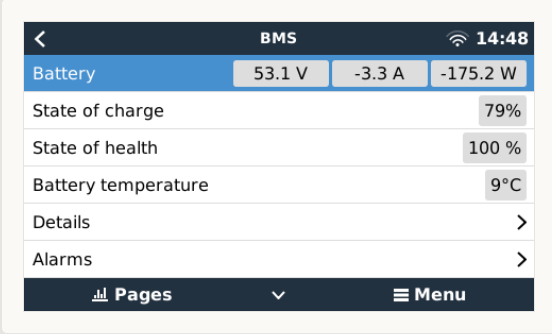 BMS 14:48
Battery 53.1 V -3.3 A -175.2 W
State of charge 79%
State of health 100 %
Battery temperature 9°C
Details
Alarms
Pages Menu